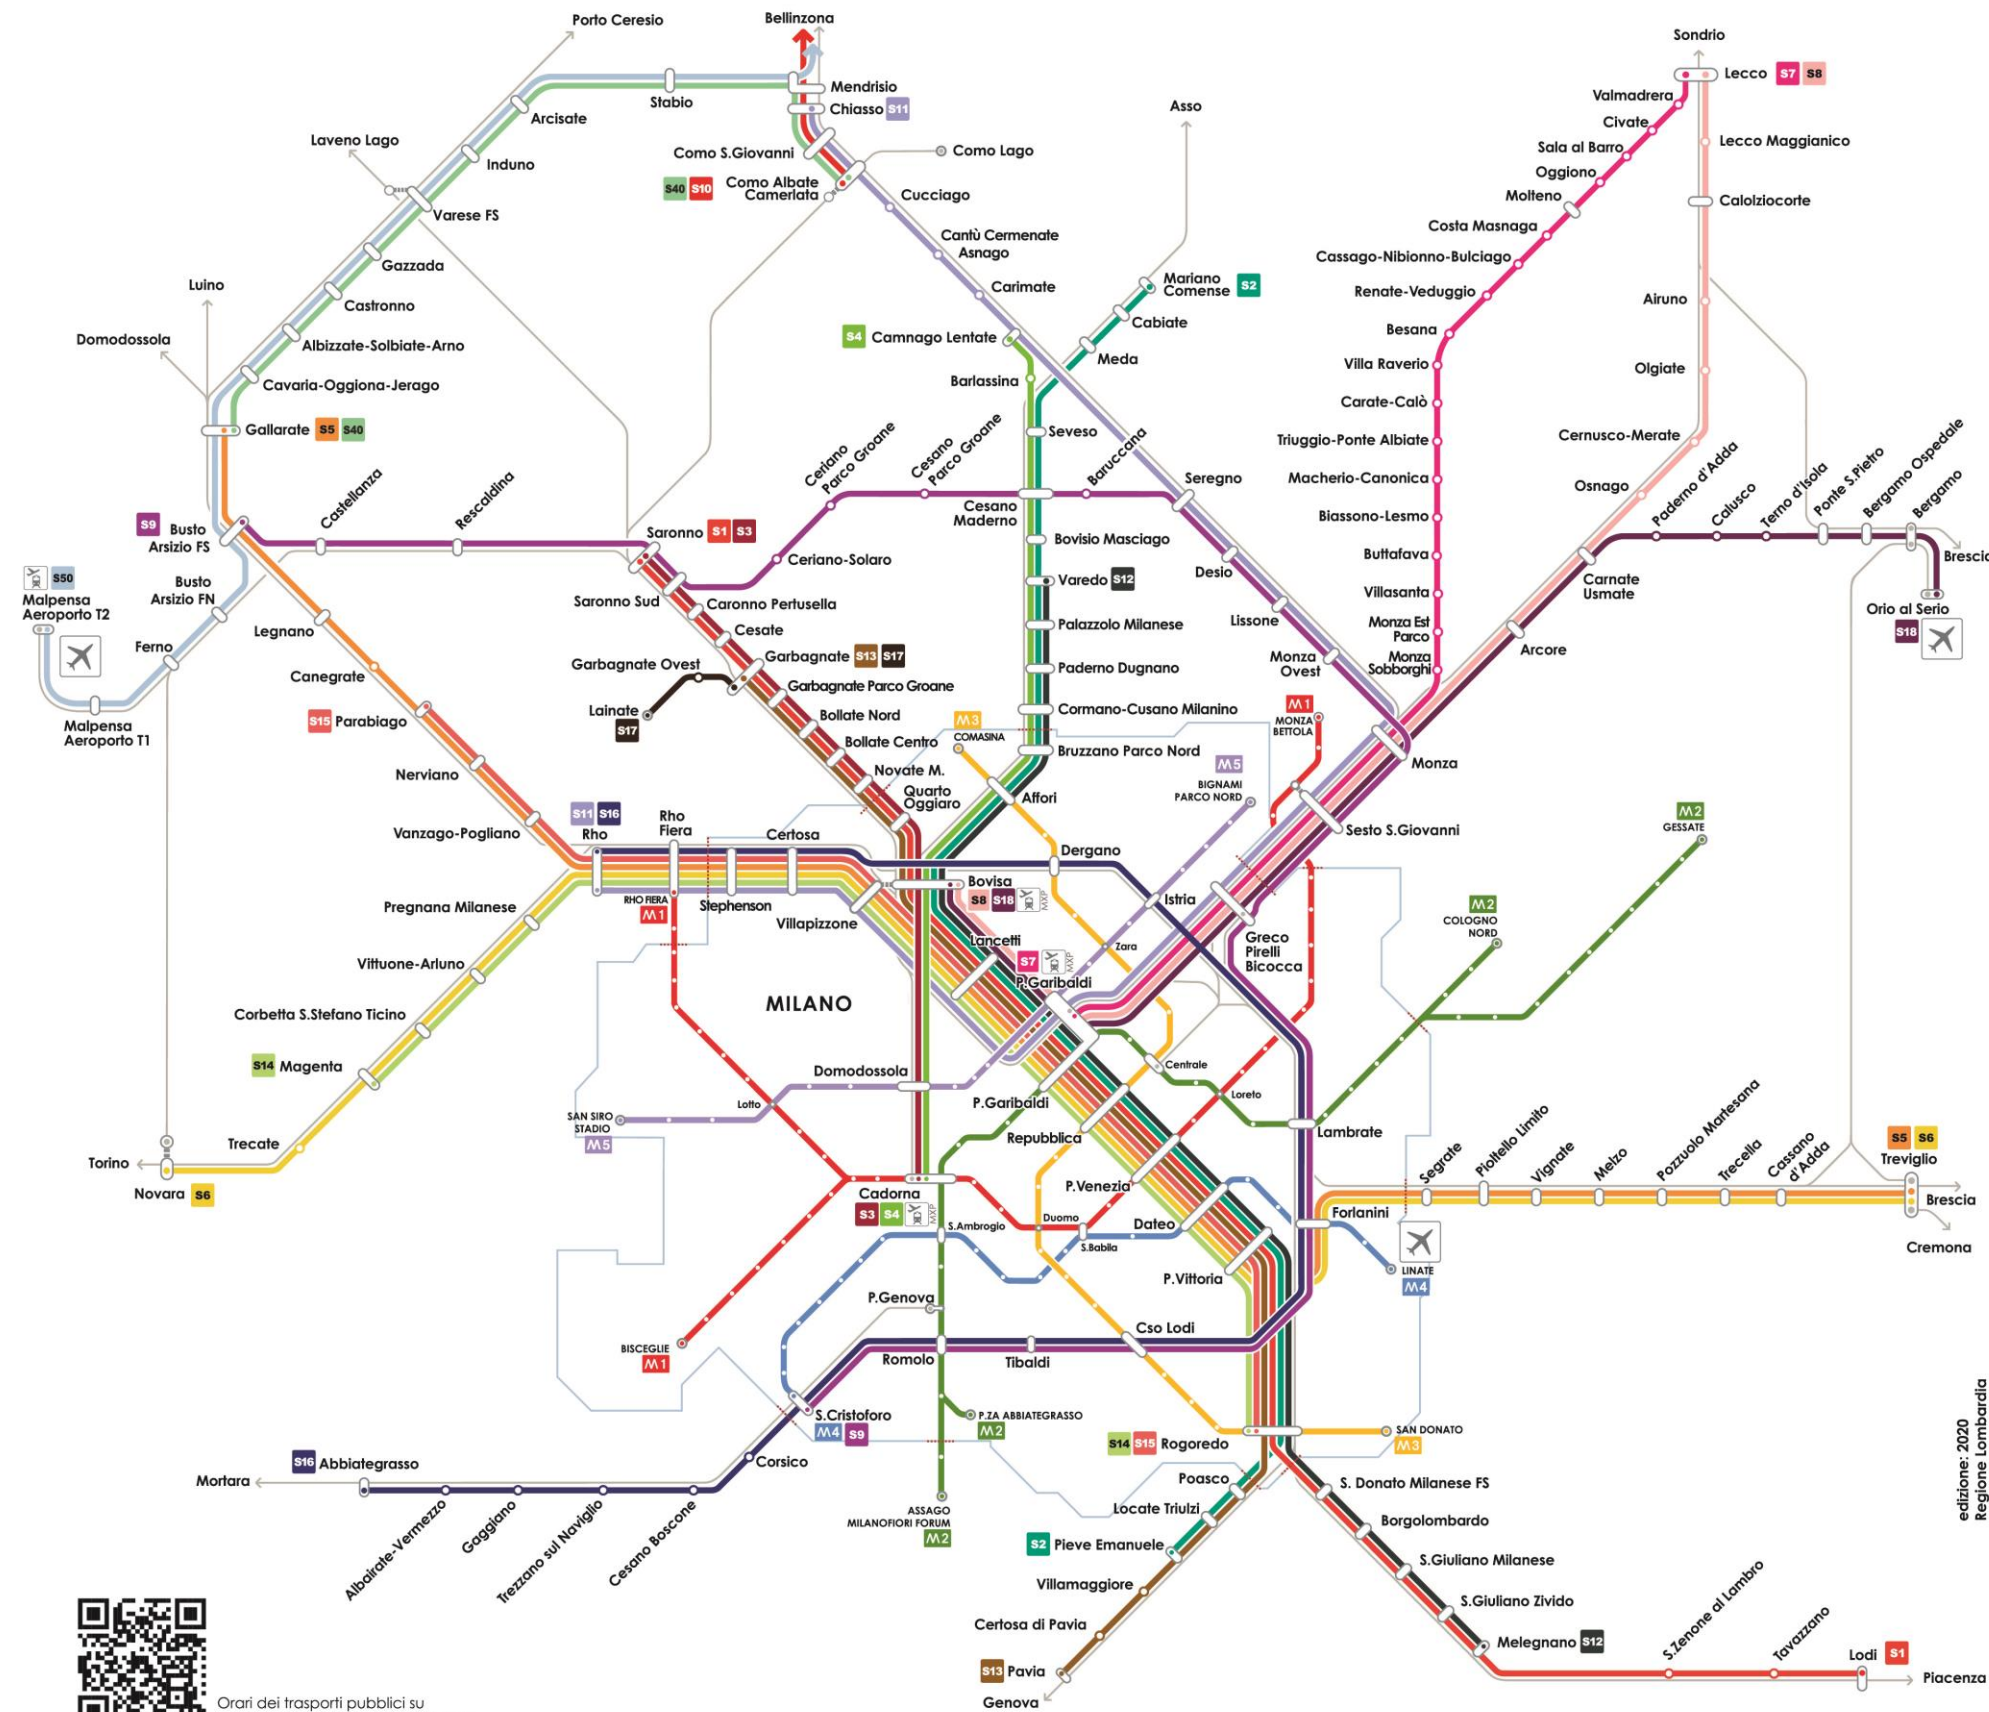 Porto Ceresio
Bellinzona
Sondrio
Lecco S7 S8
Valmadrera
Civate
Sala al Barro
Oggiono
Molteno
Costa Masnaga
Cassago-Nibionno-Bulciago
Renate-Veduggio
Besana
Villa Raverio
Carate-Calò
Triuggio-Ponte Albiate
Macherio-Canonica
Biassono-Lesmo
Buttafava
Villasanta
Monza Est
Parco
Monza
Sobborghi
Lecco Maggianico
Calolziocorte
Airuno
Olgiate
Cernusco-Merate
Osnago
Carnate
Usmate
Arcore
Paderno d'Adda
Calusco
Terno d'Isola
Ponte S.Pietro
Bergamo Ospedale
Bergamo
Brescia
Orio al Serio
S18
Stabio
Mendrisio
Chiasso S11
Arcisate
Induno
Laveno Lago
Varese FS
Gazzada
Castronno
Albizzate-Solbiate-Arno
Cavaria-Oggiona-Jerago
Luino
Domodossola
Gallarate S5 S40
Como S.Giovanni
S40 S10 Como Albate
Camerlata
Como Lago
Asso
Cucciago
Cantù Cermenate
Asnago
Carimate
S4 Camnago Lentate
Mariano
Comense S2
Cabiate
Meda
Barlassina
Seveso
Castellanza
Rescaldina
Ceriano
Parco Groane
Cesano
Parco Groane
Baruccana
Seregno
Cesano
Maderno
S9 Busto
Arsizio FS
Saronno S1 S3
Ceriano-Solaro
Bovisio Masciago
Desio
S50
Malpensa
Aeroporto T2
Busto
Arsizio FN
Varedo S12
Saronno Sud
Caronno Pertusella
Lissone
Legnano
Cesate
Palazzolo Milanese
Ferno
Garbagnate Ovest
Garbagnate S13 S17
Paderno Dugnano
Monza
Ovest
Canegrate
Garbagnate Parco Groane
Lainate
S17
Malpensa
Aeroporto T1
S15 Parabiago
Bollate Nord
Cormano-Cusano Milanino
M3
COMASINA
M1
MONZA
BETTOLA
Bollate Centro
Bruzzano Parco Nord
Monza
Nerviano
Novate M.
M5
BIGNAMI
PARCO NORD
Quarto
Oggiaro
Affori
S11 S16
Rho
Rho
Fiera
Certosa
Vanzago-Pogliano
Sesto S.Giovanni
M2
GESSATE
Dergano
Bovisa
S8 S18 MXP
RHO FIERA
M1
Stephenson
Villapizzone
Istria
M2
COLOGNO
NORD
Pregnana Milanese
Lancetti
Zara
Greco
Pirelli
Bicocca
Vittuone-Arluno
S7 MXP
P.Garibaldi
MILANO
Corbetta S.Stefano Ticino
S14 Magenta
Domodossola
Centrale
P.Garibaldi
Lotto
Loreto
SAN SIRO
STADIO
M5
Repubblica
Lambrate
Trecate
Torino
Novara S6
Segrate
Pioltello Limito
Vignate
Melzo
Pozzuolo Martesana
Trecella
Cassano
d'Adda
S5 S6
Treviglio
Brescia
Cremona
P.Venezia
Cadorna
S3 S4 MXP
S.Ambrogio
Duomo
S.Babila
Dateo
Forlanini
P.Vittoria
LINATE
M4
P.Genova
Cso Lodi
BISCEGLIE
M1
Romolo
Tibaldi
S.Cristoforo
M4 S9
P.ZA ABBIATEGRASSO
M2
S14 S15 Rogoredo
SAN DONATO
M3
S16 Abbiategrasso
Mortara
Corsico
Albairate-Vermezzo
Gaggiano
Trezzano sul Naviglio
Cesano Boscone
ASSAGO
MILANOFIORI FORUM
M2
Poasco
Locate Triulzi
S2 Pieve Emanuele
Villamaggiore
Certosa di Pavia
S13 Pavia
Genova
S. Donato Milanese FS
Borgolombardo
S.Giuliano Milanese
S.Giuliano Zivido
Melegnano S12
S.Zenone al Lambro
Tavazzano
Lodi S1
Piacenza
edizione: 2020
Regione Lombardia
Orari dei trasporti pubblici su